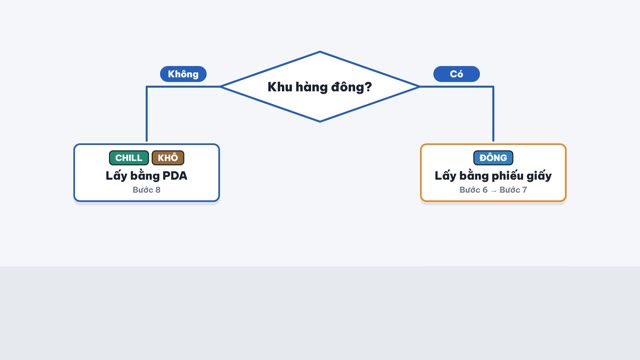 Không
Có
Khu hàng đông?
CHILL KHÔ
Lấy bằng PDA
Bước 8
ĐÔNG
Lấy bằng phiếu giấy
Bước 6 → Bước 7